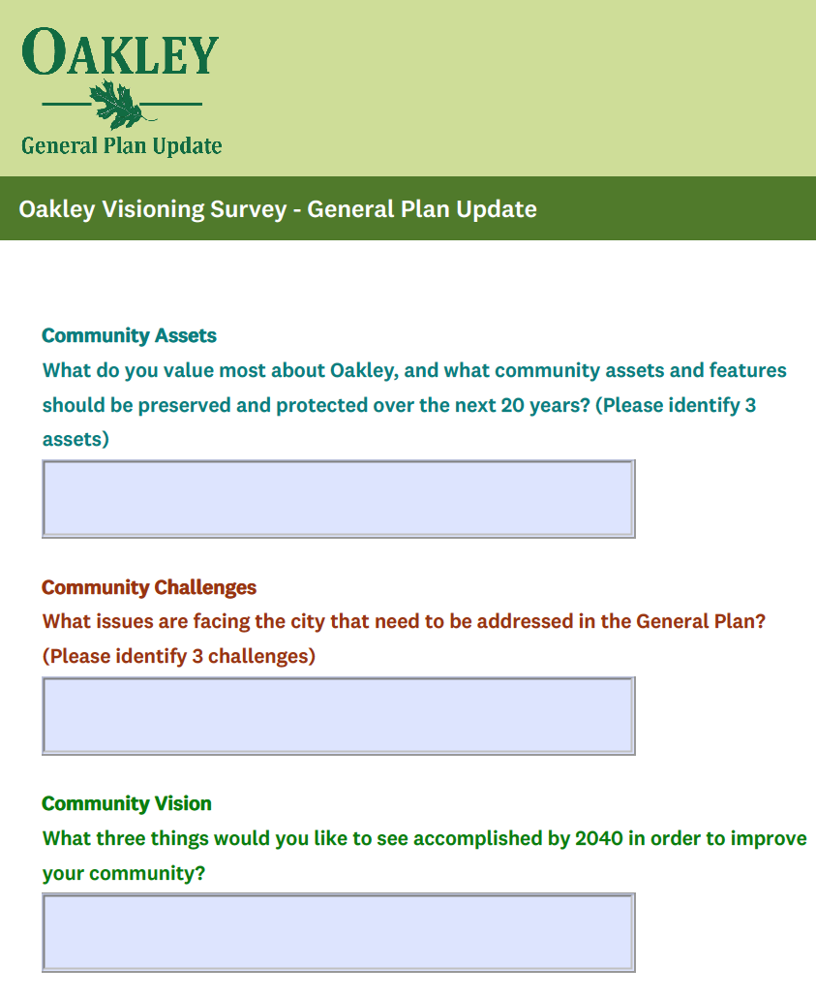 OAKLEY
General Plan Update
Oakley Visioning Survey - General Plan Update
Community Assets
What do you value most about Oakley, and what community assets and features
should be preserved and protected over the next 20 years? (Please identify 3
assets)
Community Challenges
What issues are facing the city that need to be addressed in the General Plan?
(Please identify 3 challenges)
Community Vision
What three things would you like to see accomplished by 2040 in order to improve
your community?